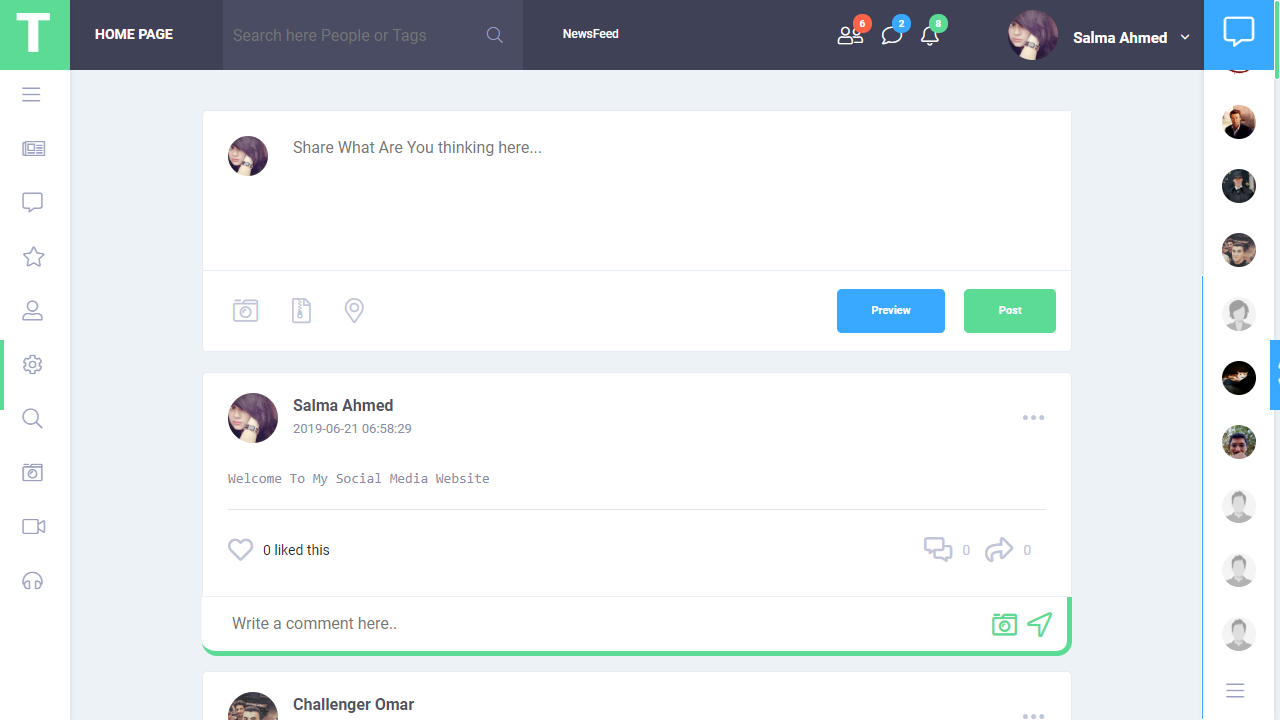 T
HOME PAGE
Search here People or Tags
NewsFeed
6
2
8
Salma Ahmed
Share What Are You thinking here...
Preview
Post
Salma Ahmed
2019-06-21 06:58:29
Welcome To My Social Media Website
0 liked this
0
0
Write a comment here..
Challenger Omar